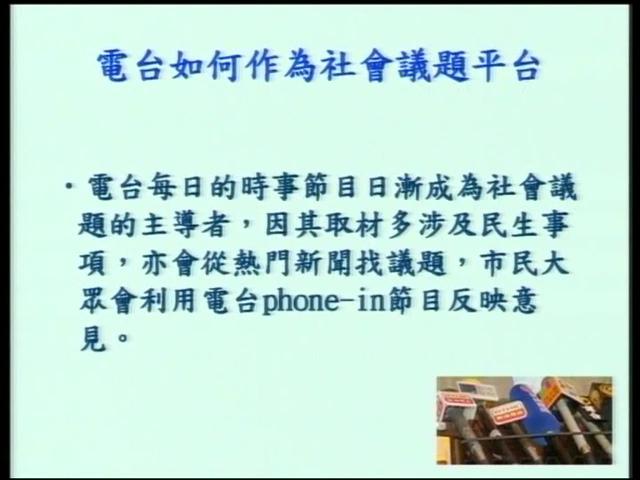 電台如何作為社會議題平台
·電台每日的時事節目日漸成為社會議
題的主導者，因其取材多涉及民生事
項，亦會從熱門新聞找議題，市民大
眾會利用電台phone-in節目反映意
見。